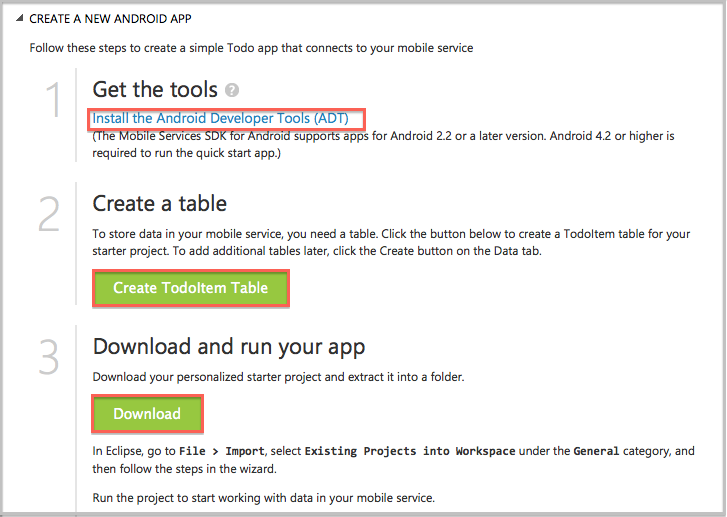 CREATE A NEW ANDROID APP
Follow these steps to create a simple Todo app that connects to your mobile service
1
Get the tools ?
Install the Android Developer Tools (ADT)
(The Mobile Services SDK for Android supports apps for Android 2.2 or a later version. Android 4.2 or higher is
required to run the quick start app.)
2
Create a table
To store data in your mobile service, you need a table. Click the button below to create a TodoItem table for your
starter project. To add additional tables later, click the Create button on the Data tab.
Create TodoItem Table
3
Download and run your app
Download your personalized starter project and extract it into a folder.
Download
In Eclipse, go to File > Import, select Existing Projects into Workspace under the General category, and
then follow the steps in the wizard.
Run the project to start working with data in your mobile service.